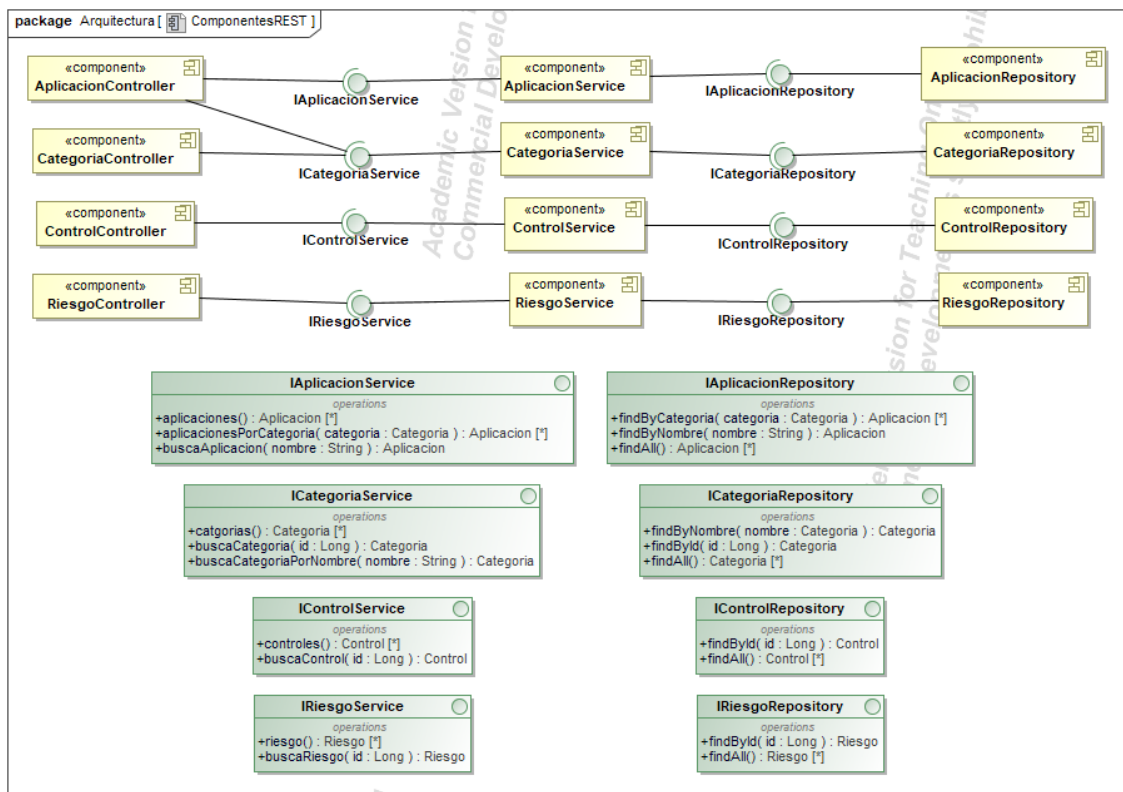 package Arquitectura [ ComponentesREST ]
«component»
AplicacionController
IAplicacionService
«component»
AplicacionService
IAplicacionRepository
«component»
AplicacionRepository
«component»
CategoriaController
ICategoriaService
«component»
CategoriaService
ICategoriaRepository
«component»
CategoriaRepository
«component»
ControlController
IControlService
«component»
ControlService
IControlRepository
«component»
ControlRepository
«component»
RiesgoController
IRiesgoService
«component»
RiesgoService
IRiesgoRepository
«component»
RiesgoRepository
IAplicacionService
operations
+aplicaciones() : Aplicacion [*]
+aplicacionesPorCategoria( categoria : Categoria ) : Aplicacion [*]
+buscaAplicacion( nombre : String ) : Aplicacion
IAplicacionRepository
operations
+findByCategoria( categoria : Categoria ) : Aplicacion [*]
+findByNombre( nombre : String ) : Aplicacion
+findAll() : Aplicacion [*]
ICategoriaService
operations
+catgorias() : Categoria [*]
+buscaCategoria( id : Long ) : Categoria
+buscaCategoriaPorNombre( nombre : String ) : Categoria
ICategoriaRepository
operations
+findByNombre( nombre : Categoria ) : Categoria
+findById( id : Long ) : Categoria
+findAll() : Categoria [*]
IControlService
operations
+controles() : Control [*]
+buscaControl( id : Long ) : Control
IControlRepository
operations
+findById( id : Long ) : Control
+findAll() : Control [*]
IRiesgoService
operations
+riesgo() : Riesgo [*]
+buscaRiesgo( id : Long ) : Riesgo
IRiesgoRepository
operations
+findById( id : Long ) : Riesgo
+findAll() : Riesgo [*]
Academic Version
Commercial Develo
for Teaching